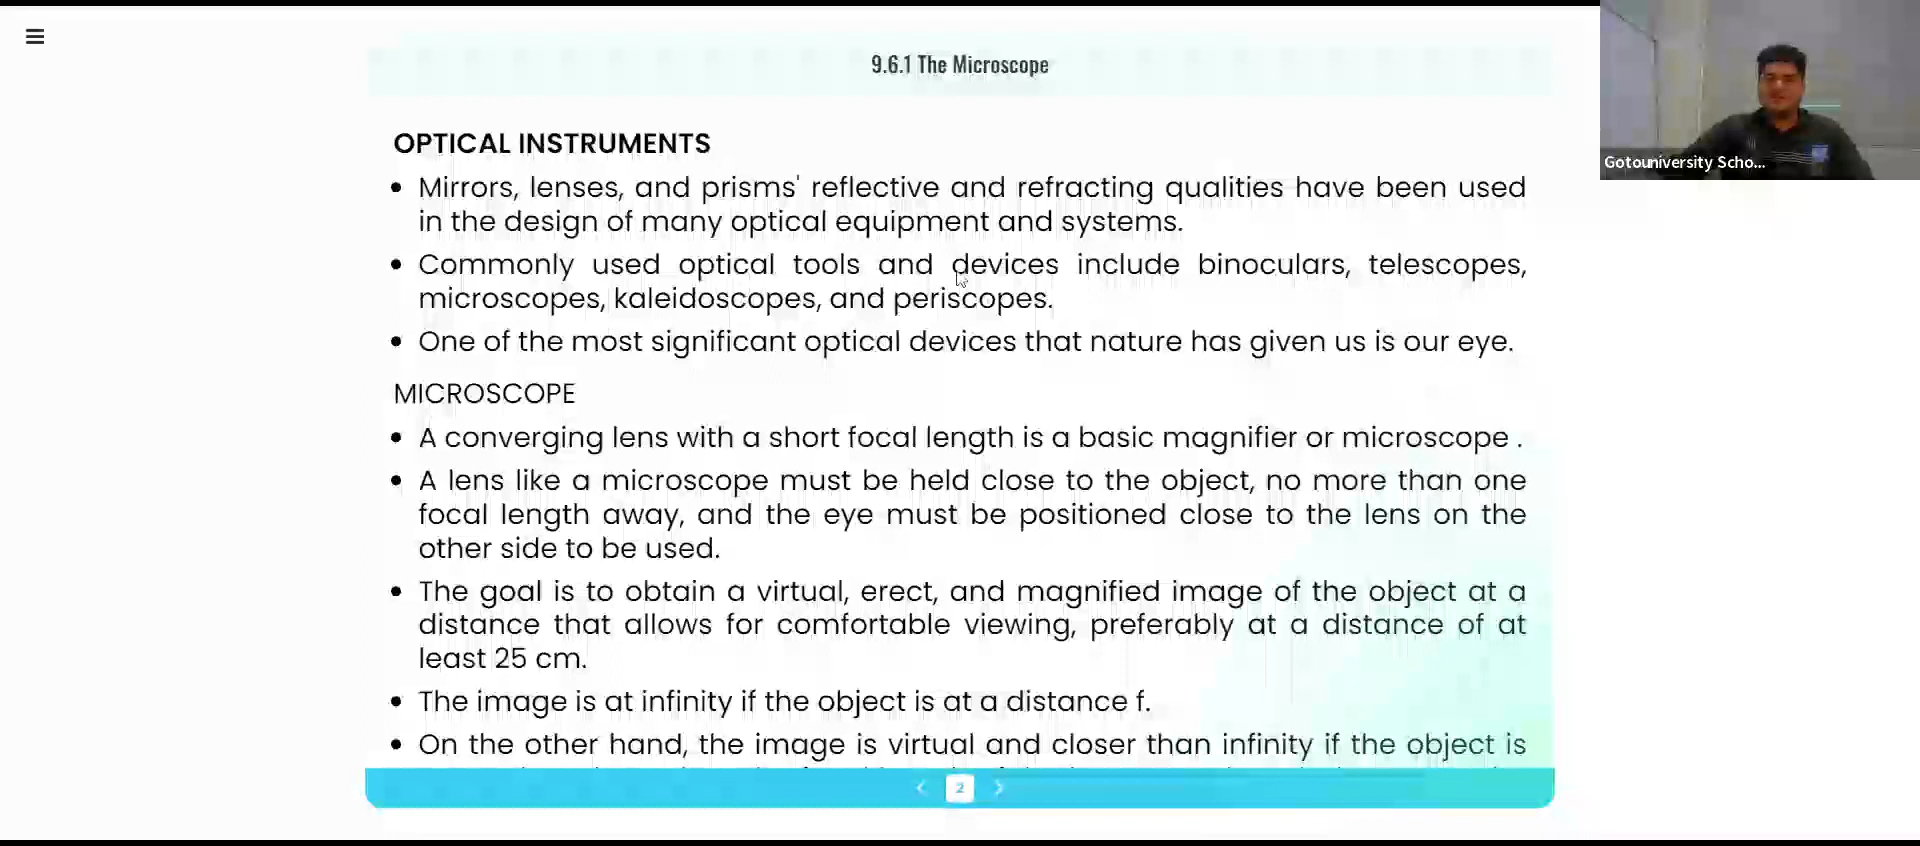 9.6.1 The Microscope
Gotouniversity Scho...
OPTICAL INSTRUMENTS
• Mirrors, lenses, and prisms' reflective and refracting qualities have been used
in the design of many optical equipment and systems.
• Commonly used optical tools and devices include binoculars, telescopes,
microscopes, kaleidoscopes, and periscopes.
• One of the most significant optical devices that nature has given us is our eye.
MICROSCOPE
• A converging lens with a short focal length is a basic magnifier or microscope .
• A lens like a microscope must be held close to the object, no more than one
focal length away, and the eye must be positioned close to the lens on the
other side to be used.
• The goal is to obtain a virtual, erect, and magnified image of the object at a
distance that allows for comfortable viewing, preferably at a distance of at
least 25 cm.
• The image is at infinity if the object is at a distance f.
• On the other hand, the image is virtual and closer than infinity if the object is
2